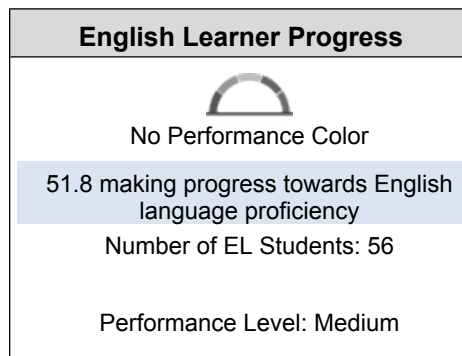 English Learner Progress
No Performance Color
51.8 making progress towards English
language proficiency
Number of EL Students: 56
Performance Level: Medium